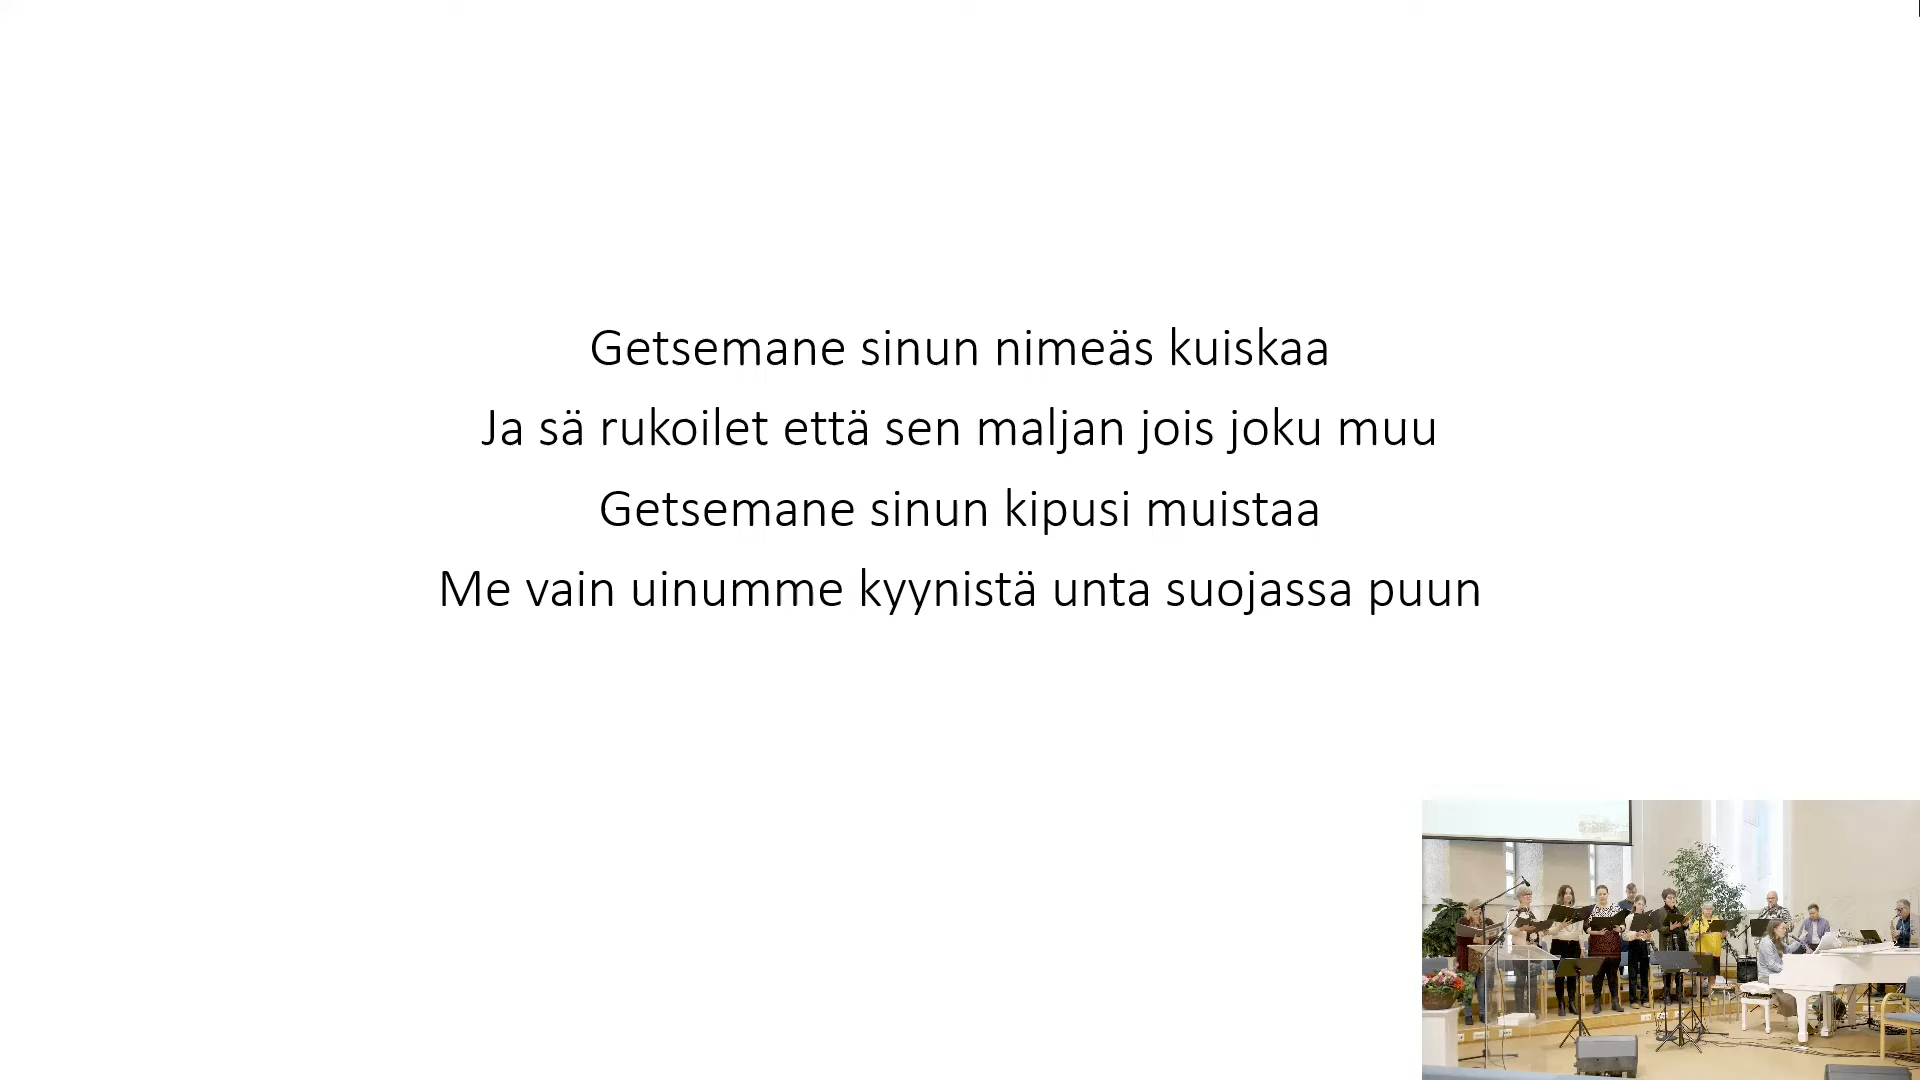 Getsemane sinun nimeäs kuiskaa
Ja sä rukoilet että sen maljan jois joku muu
Getsemane sinun kipusi muistaa
Me vain uinumme kyynistä unta suojassa puun